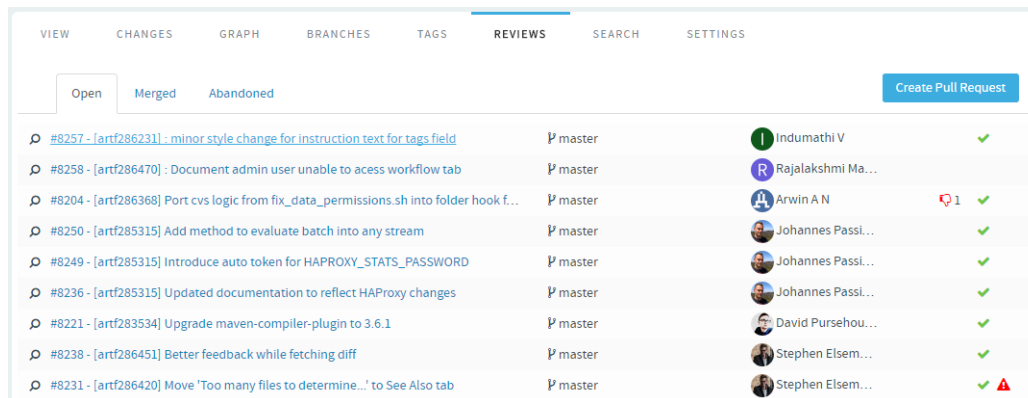 VIEW CHANGES GRAPH BRANCHES TAGS REVIEWS SEARCH SETTINGS
Open Merged Abandoned Create Pull Request
#8257 - [artf286231] : minor style change for instruction text for tags field master I Indumathi V
#8258 - [artf286470] : Document admin user unable to acess workflow tab master R Rajalakshmi Ma...
#8204 - [artf286368] Port cvs logic from fix_data_permissions.sh into folder hook f... master Arwin A N 1
#8250 - [artf285315] Add method to evaluate batch into any stream master Johannes Passi...
#8249 - [artf285315] Introduce auto token for HAPROXY_STATS_PASSWORD master Johannes Passi...
#8236 - [artf285315] Updated documentation to reflect HAProxy changes master Johannes Passi...
#8221 - [artf283534] Upgrade maven-compiler-plugin to 3.6.1 master David Pursehou...
#8238 - [artf286451] Better feedback while fetching diff master Stephen Elsem...
#8231 - [artf286420] Move 'Too many files to determine...' to See Also tab master Stephen Elsem...